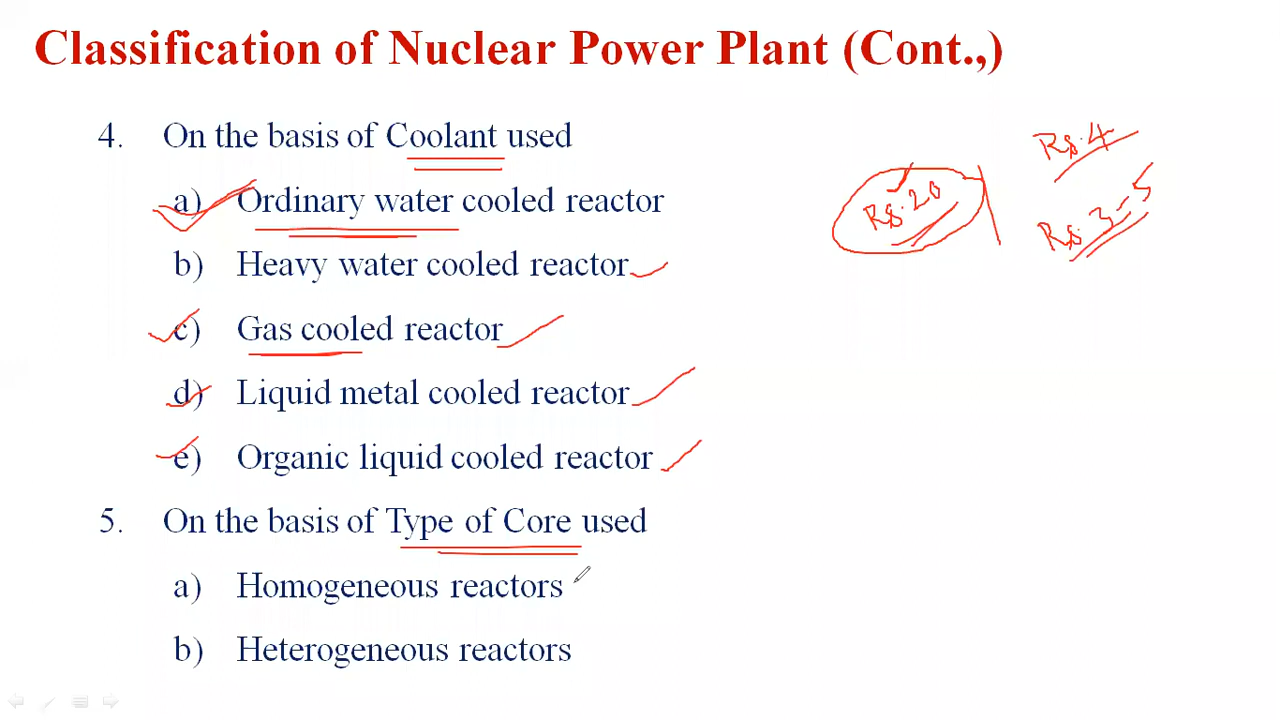 Classification of Nuclear Power Plant (Cont.,)
4. On the basis of Coolant used
a) Ordinary water cooled reactor
b) Heavy water cooled reactor
c) Gas cooled reactor
d) Liquid metal cooled reactor
e) Organic liquid cooled reactor
5. On the basis of Type of Core used
a) Homogeneous reactors
b) Heterogeneous reactors
Rs.20
Rs.4
Rs.3-5